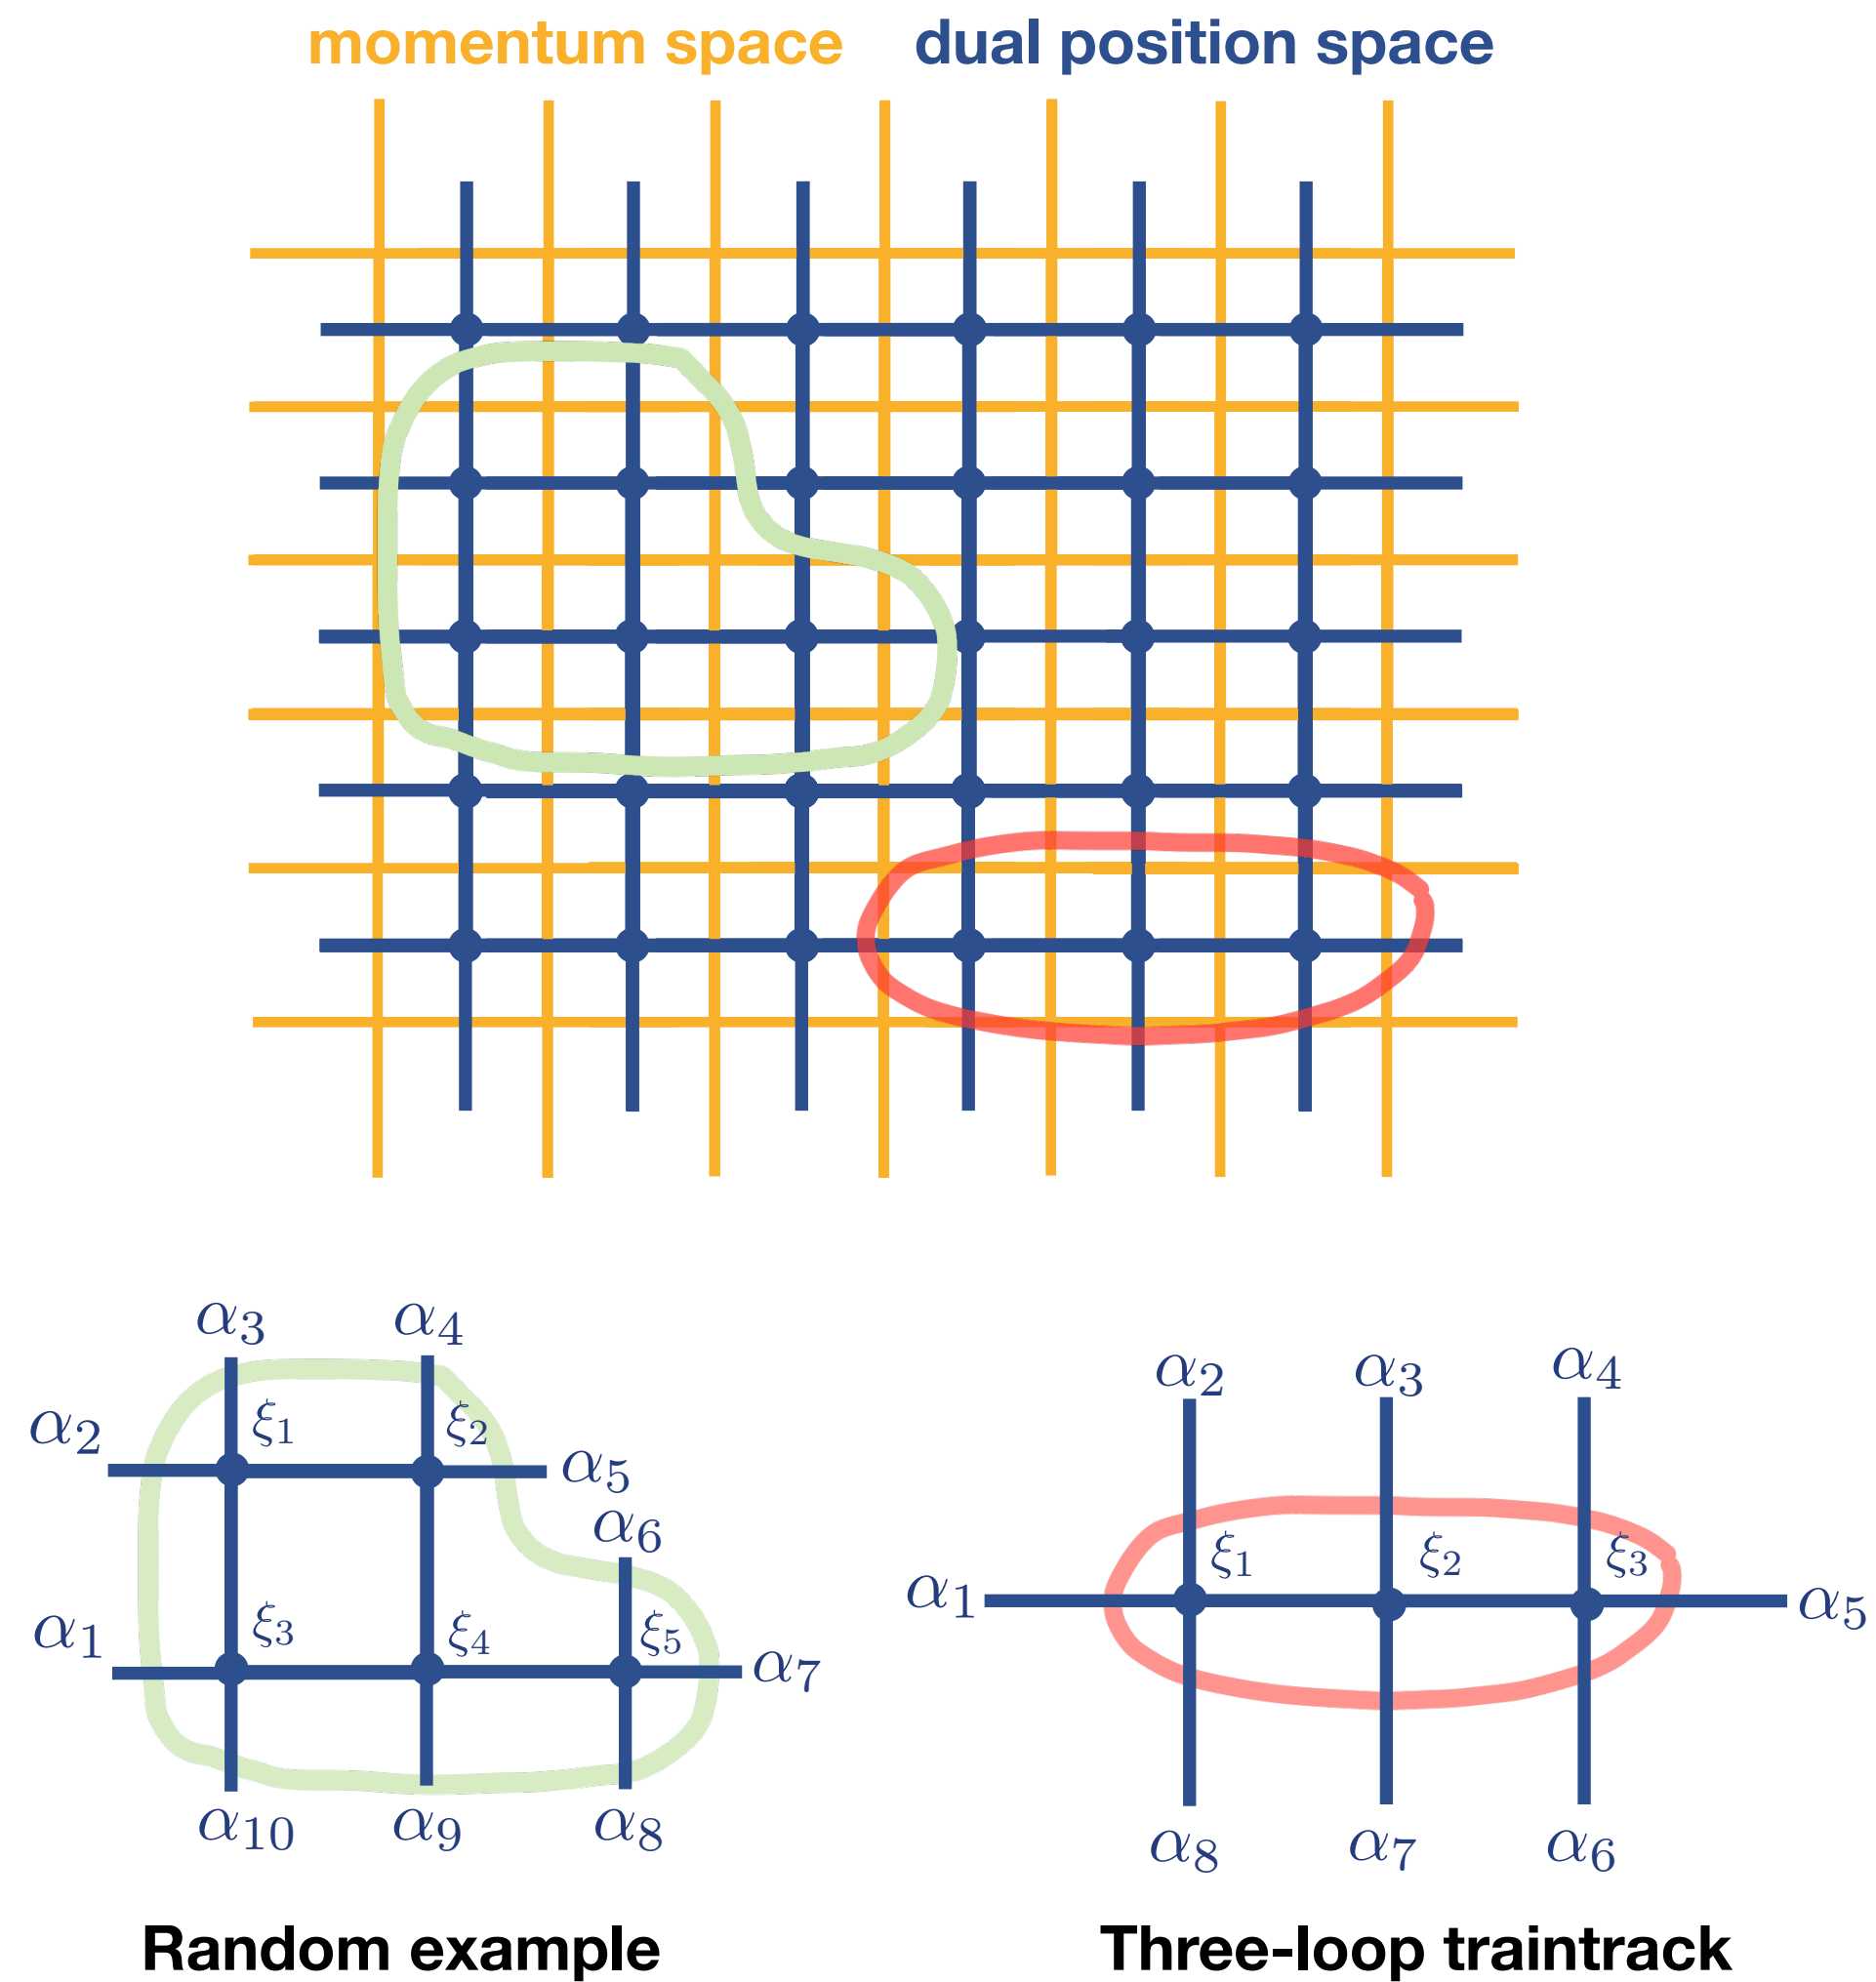 momentum space dual position space
α3 α4
α2 ξ1 ξ2 α5
α6
α1 ξ3 ξ4 ξ5 α7
α10 α9 α8
Random example
α2 α3 α4
ξ1 ξ2 ξ3
α1 α5
α8 α7 α6
Three-loop traintrack